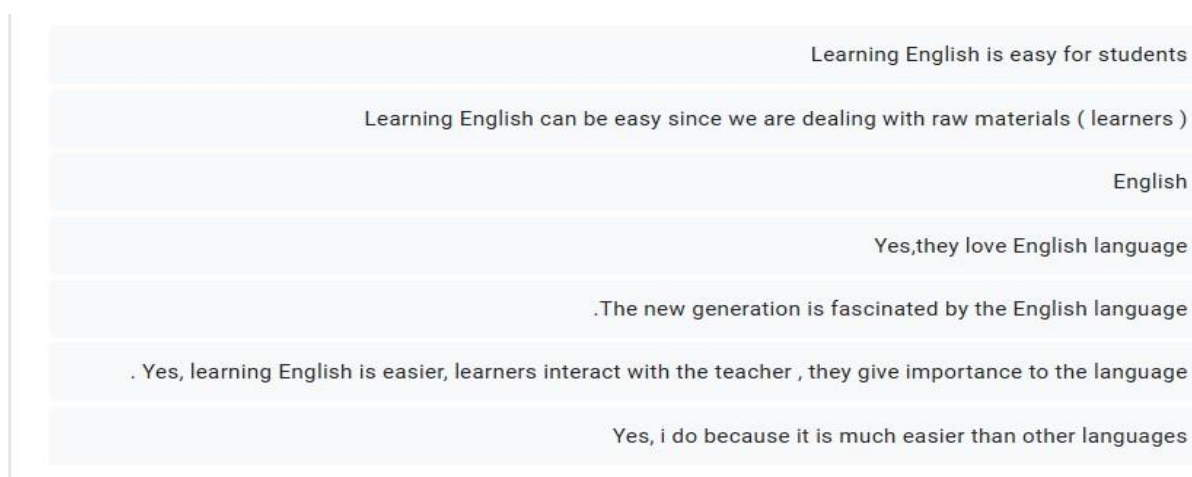 Learning English is easy for students
Learning English can be easy since we are dealing with raw materials ( learners )
English
Yes,they love English language
.The new generation is fascinated by the English language
. Yes, learning English is easier, learners interact with the teacher , they give importance to the language
Yes, i do because it is much easier than other languages